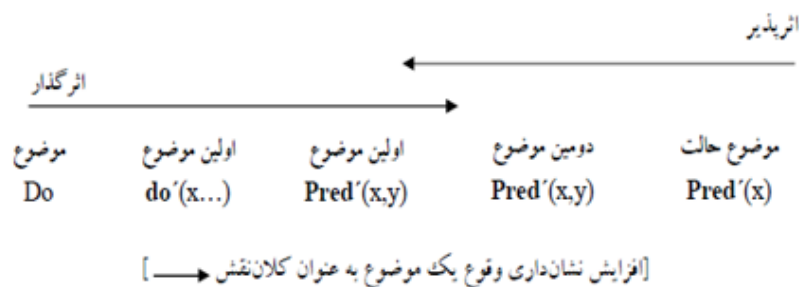 اثرپذیر
اثرگذار
موضوع اولین موضوع اولین موضوع دومین موضوع موضوع حالت
Do do´(x…) Pred´(x,y) Pred´(x,y) Pred´(x)
[افزایش نشان‌داری وقوع یک موضوع به عنوان کلان‌نقش ]